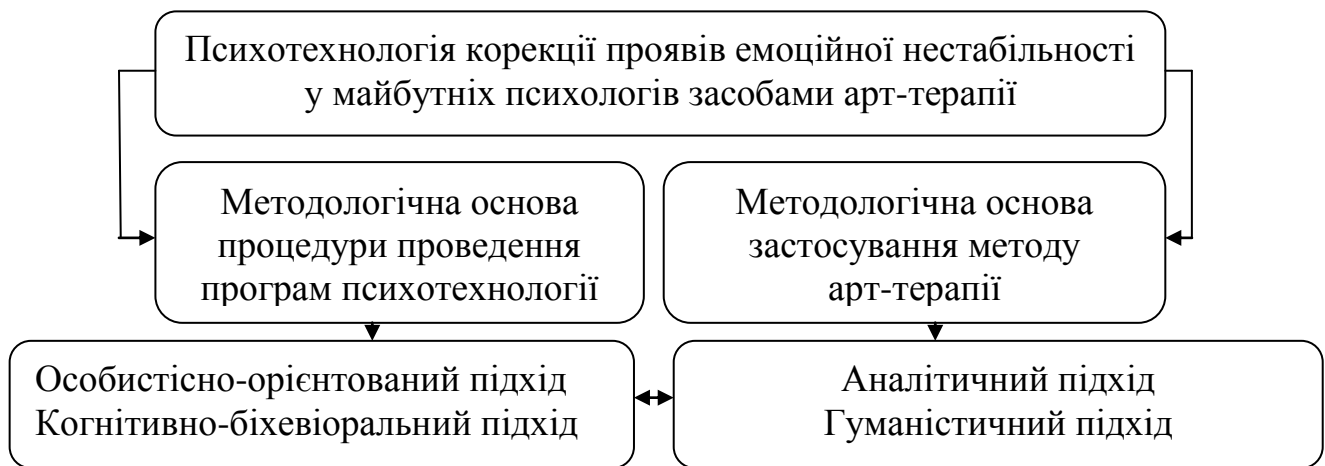 Психотехнологія корекції проявів емоційної нестабільності
у майбутніх психологів засобами арт-терапії
Методологічна основа
процедури проведення
програм психотехнології
Методологічна основа
застосування методу
арт-терапії
Особистісно-орієнтований підхід
Когнітивно-біхевіоральний підхід
Аналітичний підхід
Гуманістичний підхід